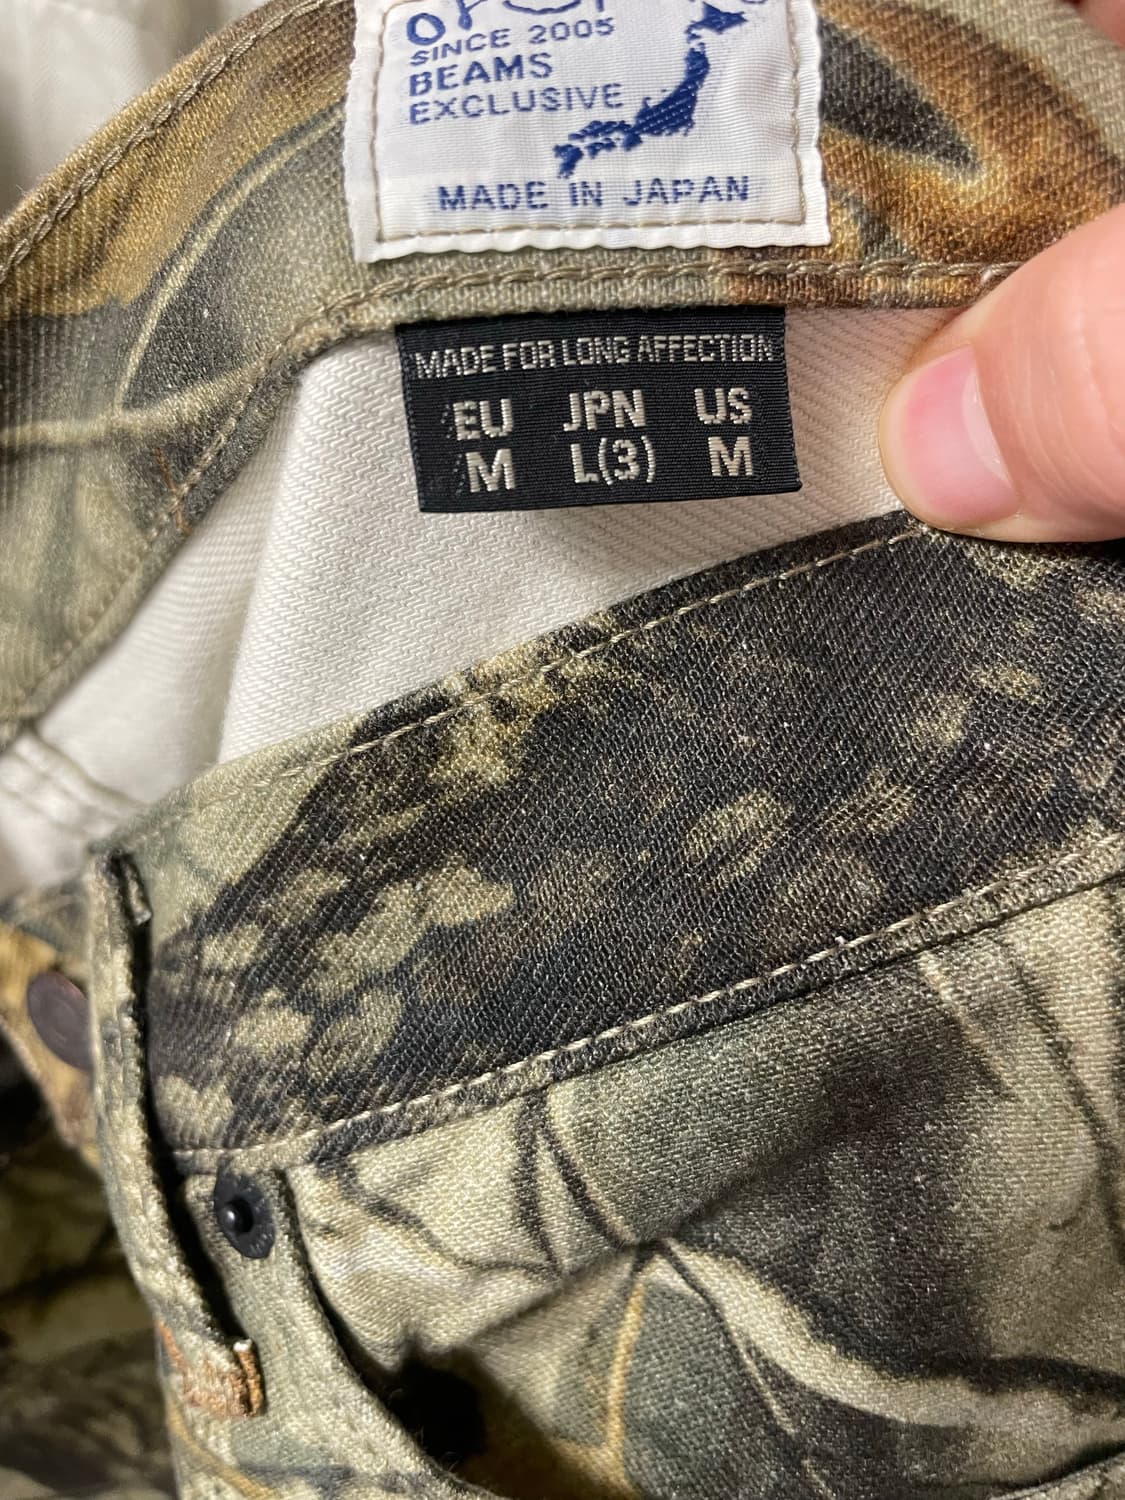 SINCE 2005
BEAMS
EXCLUSIVE
MADE IN JAPAN
MADE FOR LONG AFFECTION
EU JPN US
M L(3) M